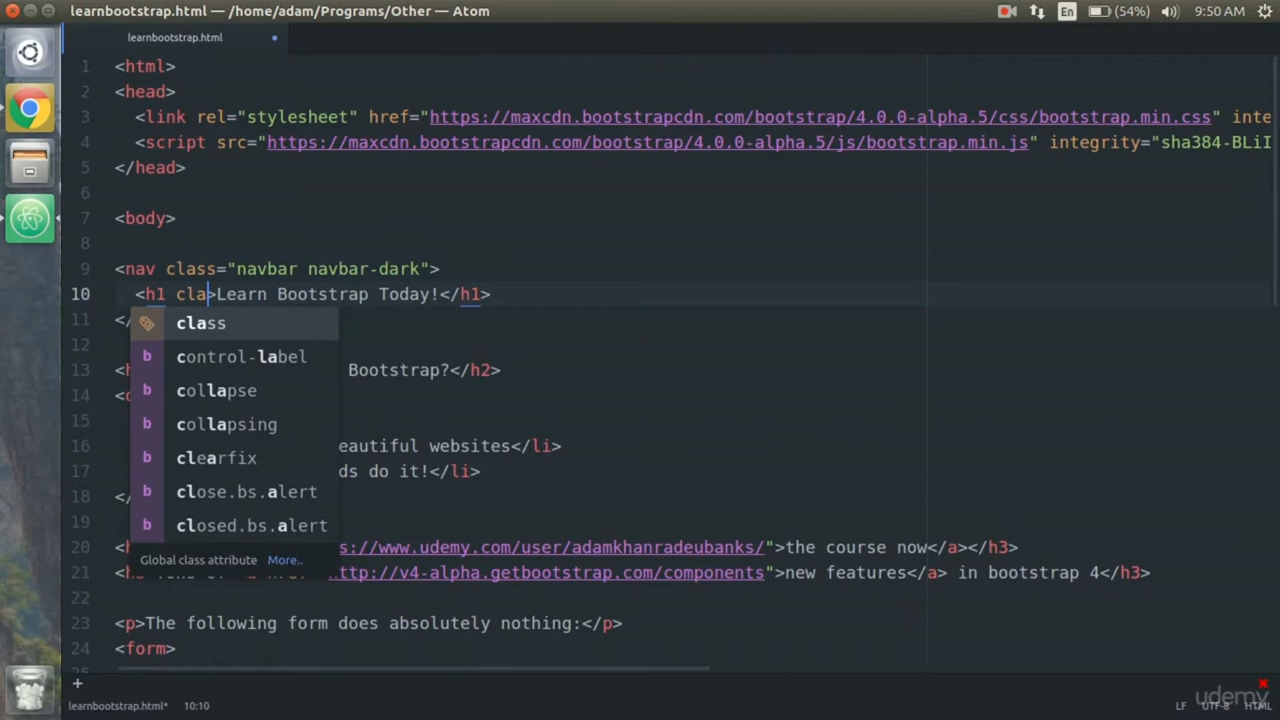 learnbootstrap.html — /home/adam/Programs/Other — Atom
En (54%) 9:50 AM
learnbootstrap.html
1 <html>
2 <head>
3 <link rel="stylesheet" href="https://maxcdn.bootstrapcdn.com/bootstrap/4.0.0-alpha.5/css/bootstrap.min.css" inte
4 <script src="https://maxcdn.bootstrapcdn.com/bootstrap/4.0.0-alpha.5/js/bootstrap.min.js" integrity="sha384-BLiI
5 </head>
6
7 <body>
8
9 <nav class="navbar navbar-dark">
10 <h1 cla>Learn Bootstrap Today!</h1>
11 </
class
12
b control-label
13 <h Bootstrap?</h2>
b collapse
14 <o
15
b collapsing
16 eautiful websites</li>
b clearfix
17 ds do it!</li>
b close.bs.alert
18 </
19
b closed.bs.alert
20 <h s://www.udemy.com/user/adamkhanradeubanks/">the course now</a></h3>
Global class attribute More..
21 http://v4-alpha.getbootstrap.com/components">new features</a> in bootstrap 4</h3>
22
23 <p>The following form does absolutely nothing:</p>
24 <form>
+
learnbootstrap.html* 10:10 LF UTF-8 HTML
udemy